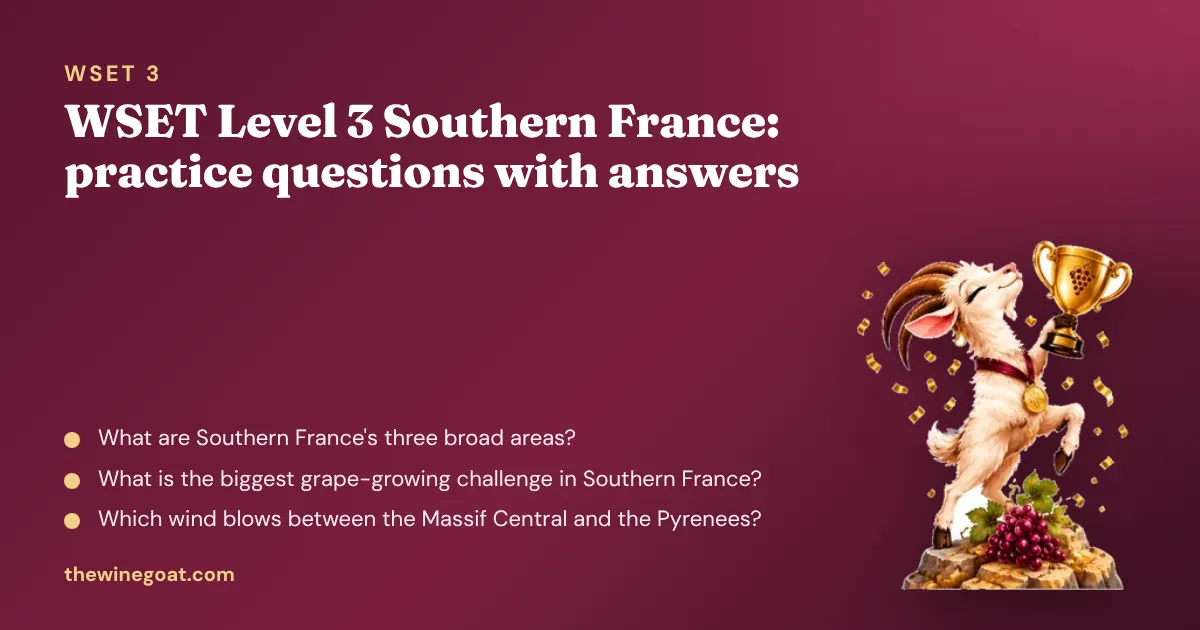 WSET 3
WSET Level 3 Southern France:
practice questions with answers
What are Southern France's three broad areas?
What is the biggest grape-growing challenge in Southern France?
Which wind blows between the Massif Central and the Pyrenees?
thewinegoat.com